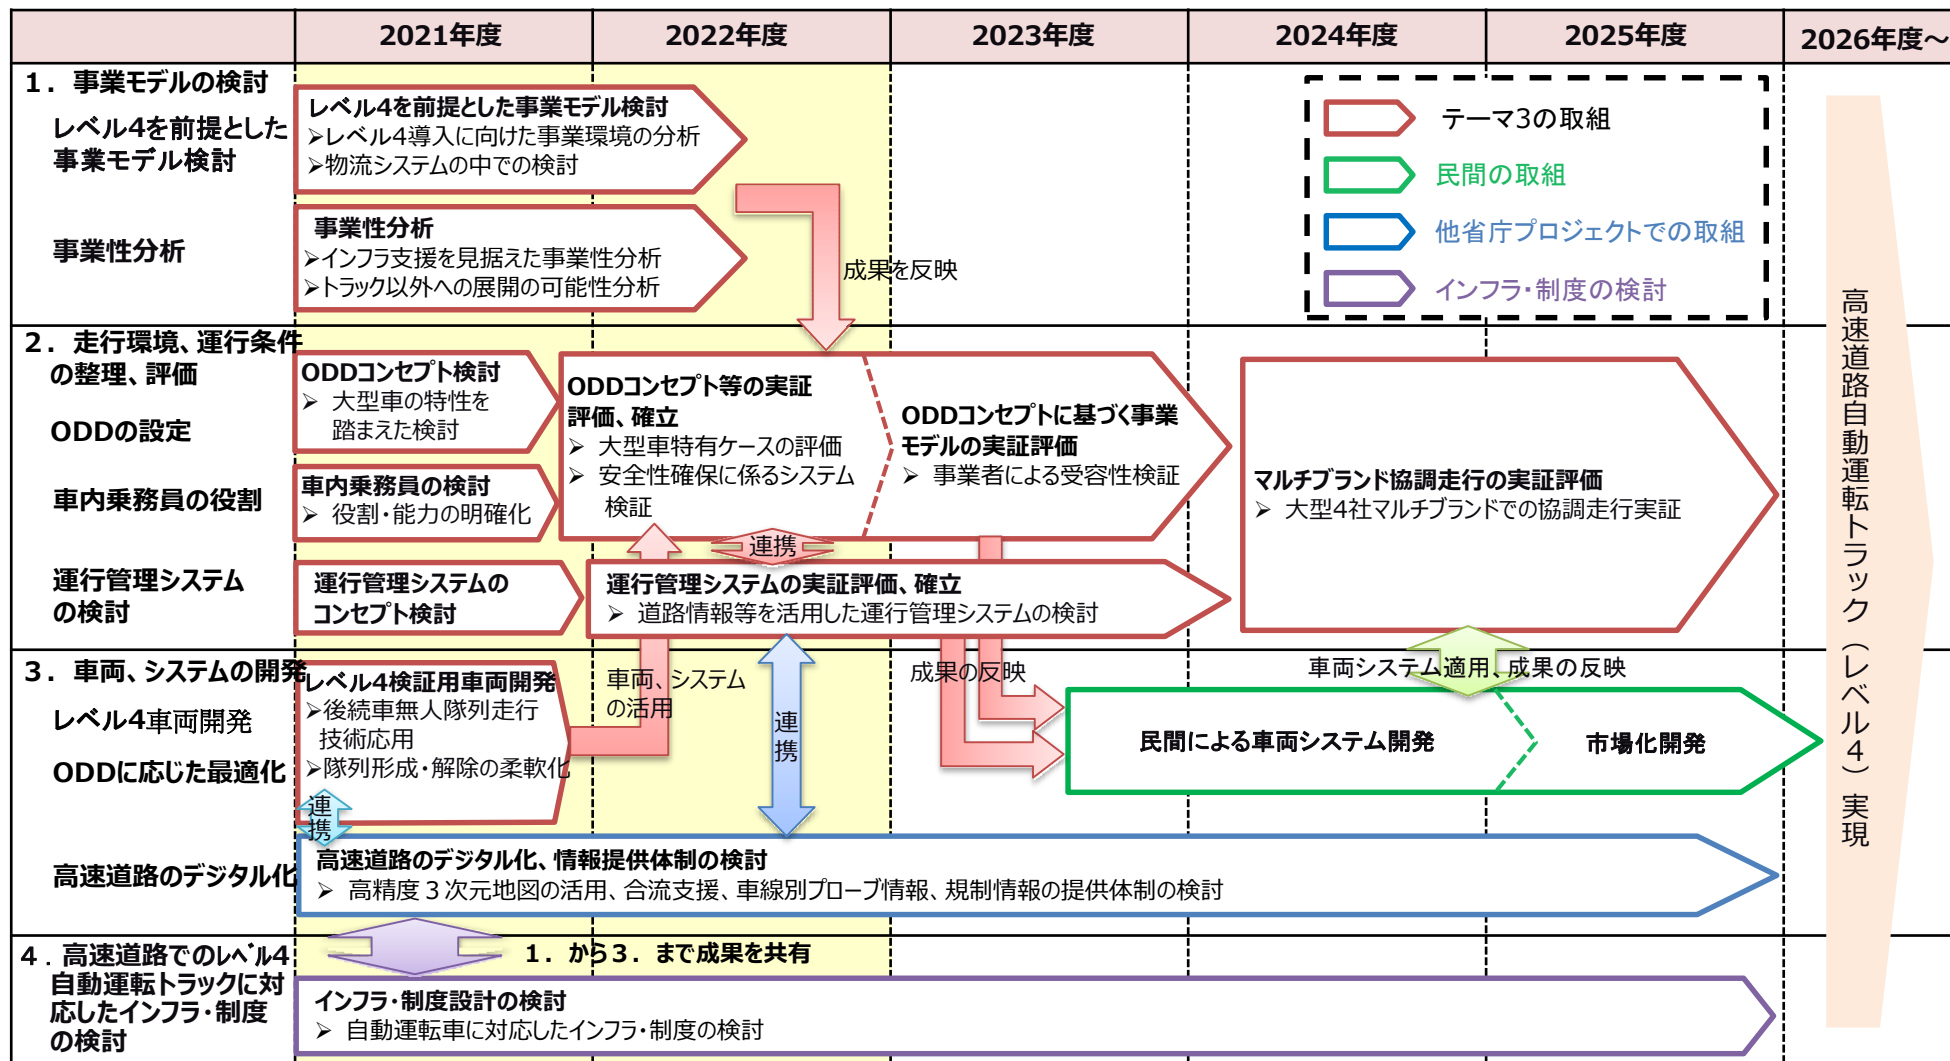 2021年度
2022年度
2023年度
2024年度
2025年度
2026年度～
1．事業モデルの検討
レベル4を前提とした
事業モデル検討
事業性分析
レベル4を前提とした事業モデル検討
➢レベル4導入に向けた事業環境の分析
➢物流システムの中での検討
事業性分析
➢インフラ支援を見据えた事業性分析
➢トラック以外への展開の可能性分析
成果を反映
テーマ3の取組
民間の取組
他省庁プロジェクトでの取組
インフラ・制度の検討
2．走行環境、運行条件
の整理、評価
ODDの設定
車内乗務員の役割
運行管理システム
の検討
ODDコンセプト検討
➢ 大型車の特性を
踏まえた検討
車内乗務員の検討
➢ 役割・能力の明確化
運行管理システムの
コンセプト検討
ODDコンセプト等の実証
評価、確立
➢ 大型車特有ケースの評価
➢ 安全性確保に係るシステム
検証
ODDコンセプトに基づく事業
モデルの実証評価
➢ 事業者による受容性検証
連携
運行管理システムの実証評価、確立
➢ 道路情報等を活用した運行管理システムの検討
マルチブランド協調走行の実証評価
➢ 大型4社マルチブランドでの協調走行実証
3．車両、システムの開発
レベル4車両開発
ODDに応じた最適化
高速道路のデジタル化
レベル4検証用車両開発
➢後続車無人隊列走行
技術応用
➢隊列形成・解除の柔軟化
連
携
車両、システム
の活用
連
携
成果の反映
車両システム適用、成果の反映
民間による車両システム開発
市場化開発
高速道路のデジタル化、情報提供体制の検討
➢ 高精度３次元地図の活用、合流支援、車線別プローブ情報、規制情報の提供体制の検討
4．高速道路でのﾚﾍﾞﾙ4
自動運転トラックに対
応したインフラ・制度
の検討
1．から3．まで成果を共有
インフラ・制度設計の検討
➢ 自動運転車に対応したインフラ・制度の検討
高速道路自動運転トラック（レベル4）実現